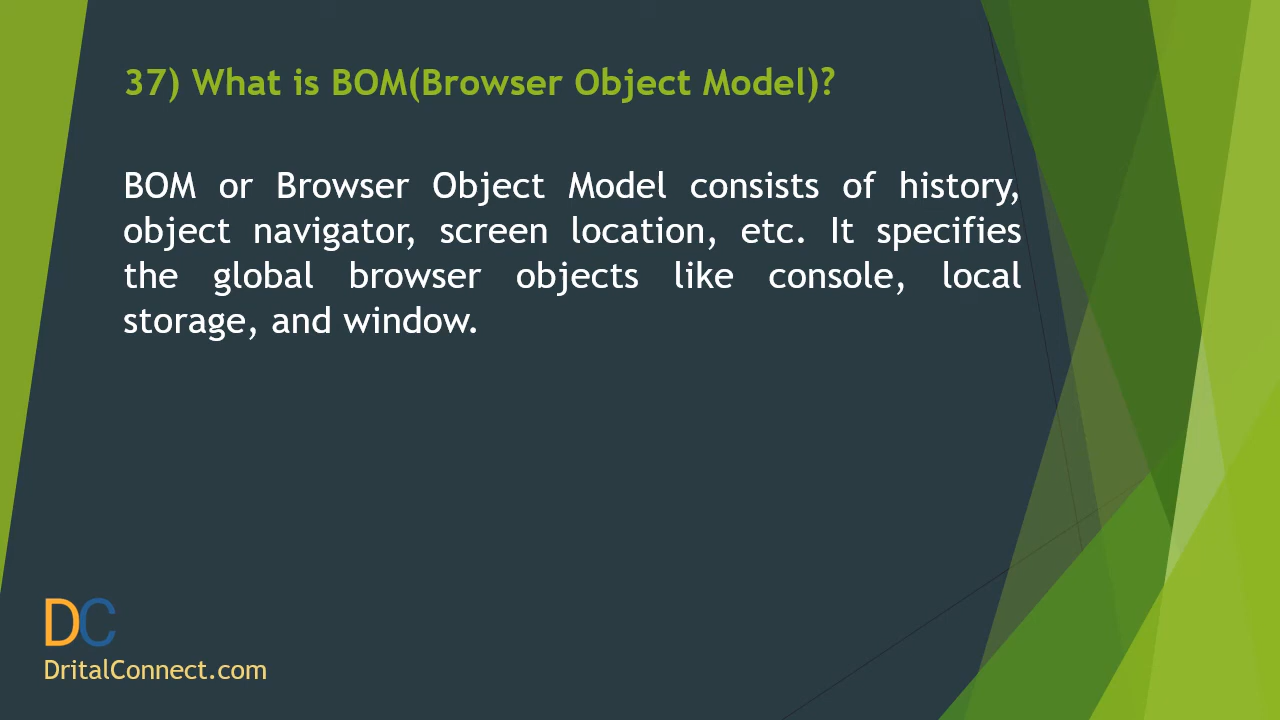 37) What is BOM(Browser Object Model)?
BOM or Browser Object Model consists of history,
object navigator, screen location, etc. It specifies
the global browser objects like console, local
storage, and window.
DC
DritalConnect.com